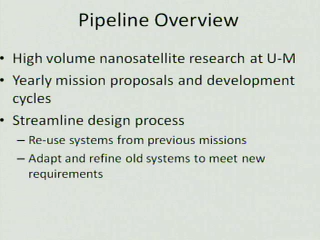 Pipeline Overview
• High volume nanosatellite research at U-M
• Yearly mission proposals and development
cycles
• Streamline design process
– Re-use systems from previous missions
– Adapt and refine old systems to meet new
requirements